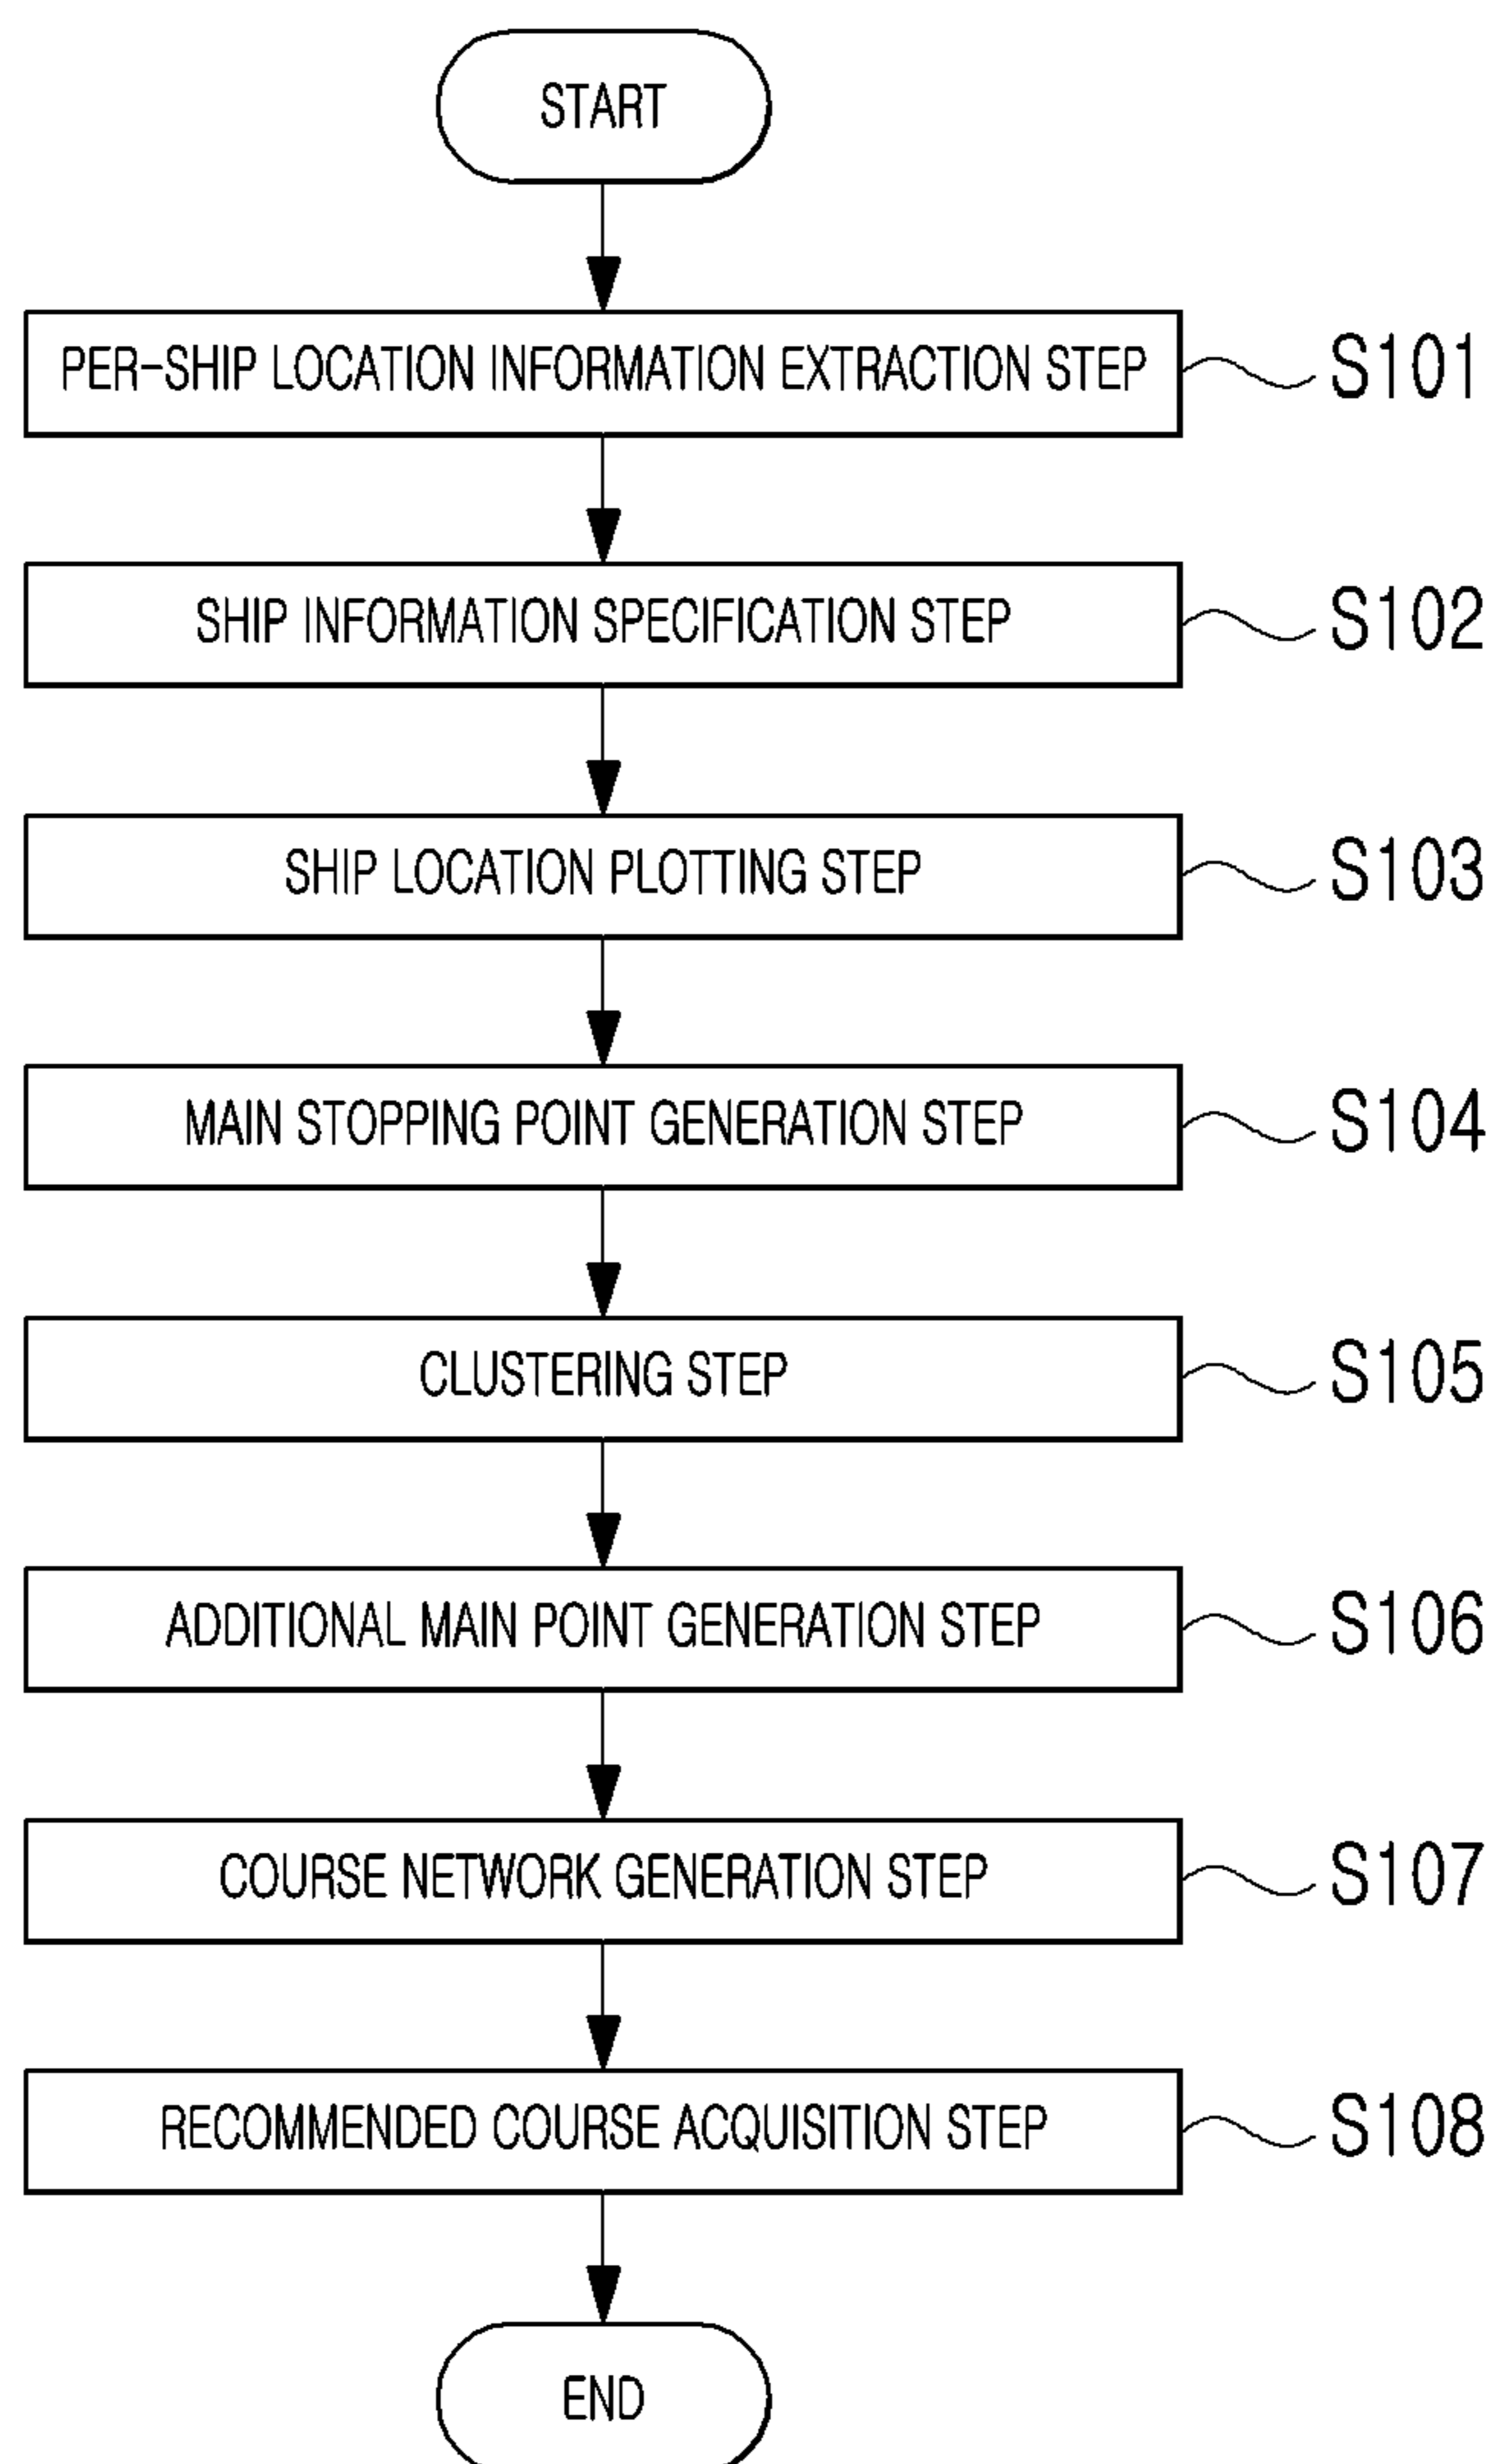 START
PER-SHIP LOCATION INFORMATION EXTRACTION STEP S101
SHIP INFORMATION SPECIFICATION STEP S102
SHIP LOCATION PLOTTING STEP S103
MAIN STOPPING POINT GENERATION STEP S104
CLUSTERING STEP S105
ADDITIONAL MAIN POINT GENERATION STEP S106
COURSE NETWORK GENERATION STEP S107
RECOMMENDED COURSE ACQUISITION STEP S108
END